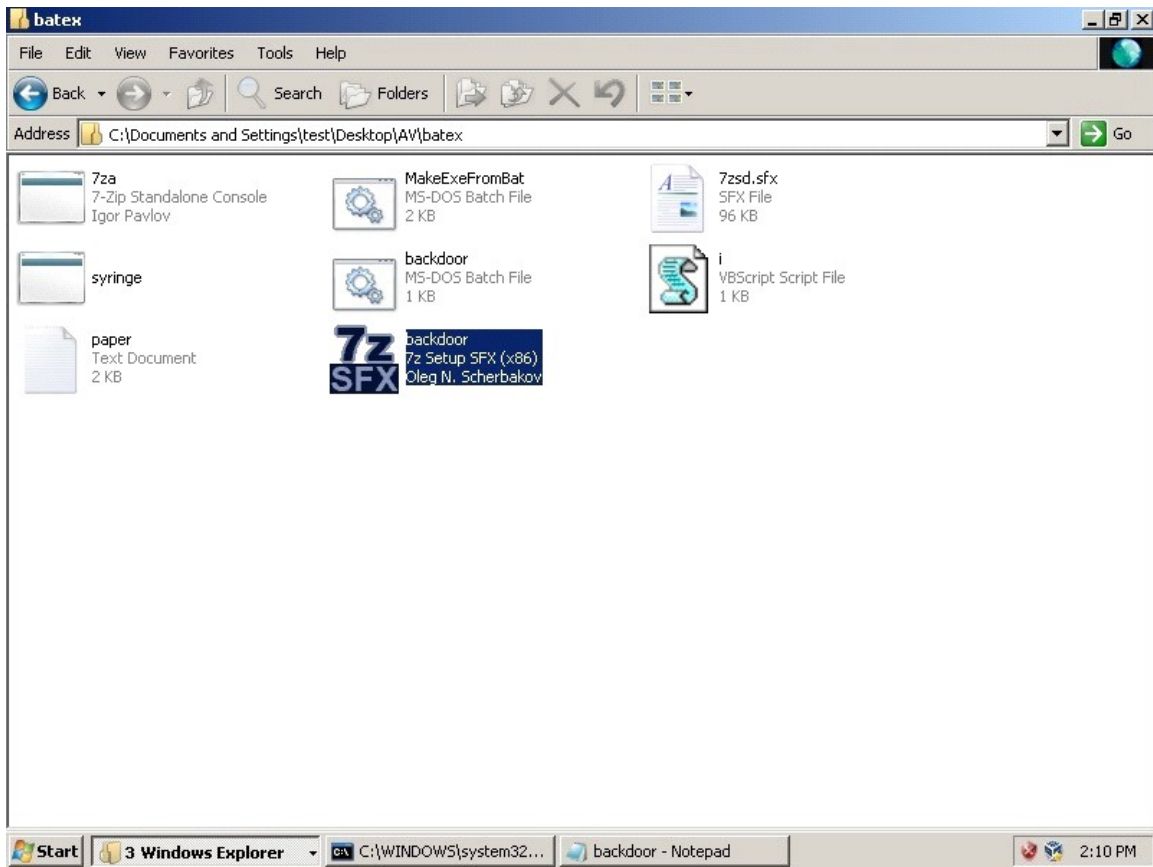 batex
File Edit View Favorites Tools Help
Back Search Folders
Address C:\Documents and Settings\test\Desktop\AV\batex Go
7za
7-Zip Standalone Console
Igor Pavlov
MakeExeFromBat
MS-DOS Batch File
2 KB
7zsd.sfx
SFX File
96 KB
syringe
backdoor
MS-DOS Batch File
1 KB
i
VBScript Script File
1 KB
paper
Text Document
2 KB
7z
SFX
backdoor
7z Setup SFX (x86)
Oleg N. Scherbakov
Start 3 Windows Explorer C:\WINDOWS\system32... backdoor - Notepad 2:10 PM